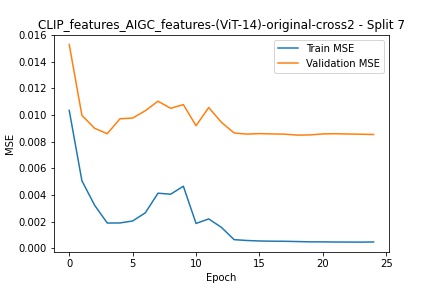 CLIP_features_AIGC_features-(ViT-14)-original-cross2 - Split 7
Train MSE
Validation MSE
MSE
0.016
0.014
0.012
0.010
0.008
0.006
0.004
0.002
0.000
0 5 10 15 20 25
Epoch